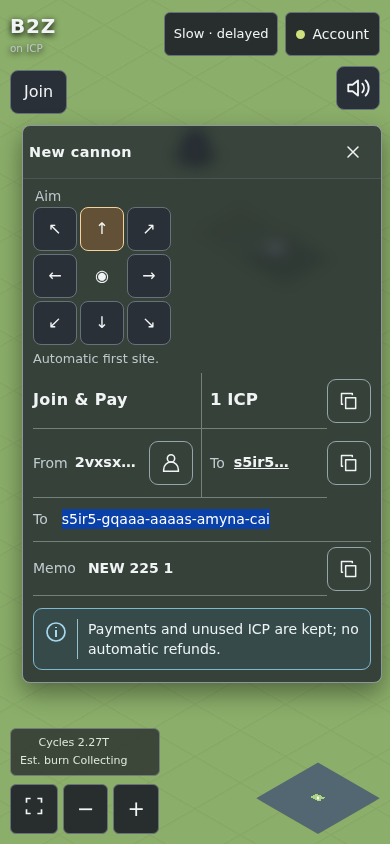 B2Z
on ICP
Slow · delayed
Account
Join
New cannon
Aim
↖ ↑ ↗
← ◉ →
↙ ↓ ↘
Automatic first site.
Join & Pay
1 ICP
From 2vxsx…
To s5ir5…
To s5ir5-gqaaa-aaaas-amyna-cai
Memo NEW 225 1
Payments and unused ICP are kept; no
automatic refunds.
Cycles 2.27T
Est. burn Collecting
− +